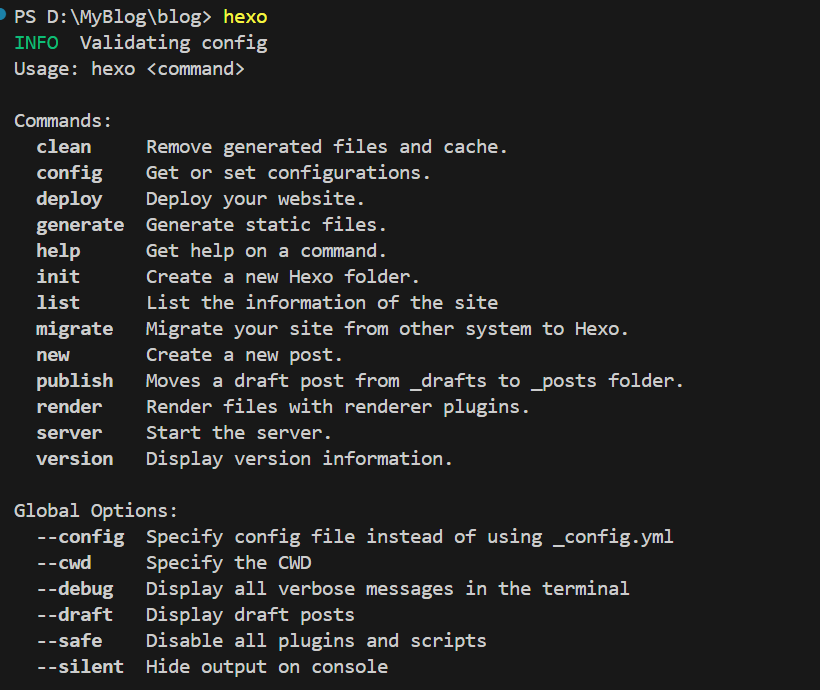 PS D:\MyBlog\blog> hexo
INFO  Validating config
Usage: hexo <command>

Commands:
  clean     Remove generated files and cache.
  config    Get or set configurations.
  deploy    Deploy your website.
  generate  Generate static files.
  help      Get help on a command.
  init      Create a new Hexo folder.
  list      List the information of the site
  migrate   Migrate your site from other system to Hexo.
  new       Create a new post.
  publish   Moves a draft post from _drafts to _posts folder.
  render    Render files with renderer plugins.
  server    Start the server.
  version   Display version information.

Global Options:
  --config  Specify config file instead of using _config.yml
  --cwd     Specify the CWD
  --debug   Display all verbose messages in the terminal
  --draft   Display draft posts
  --safe    Disable all plugins and scripts
  --silent  Hide output on console